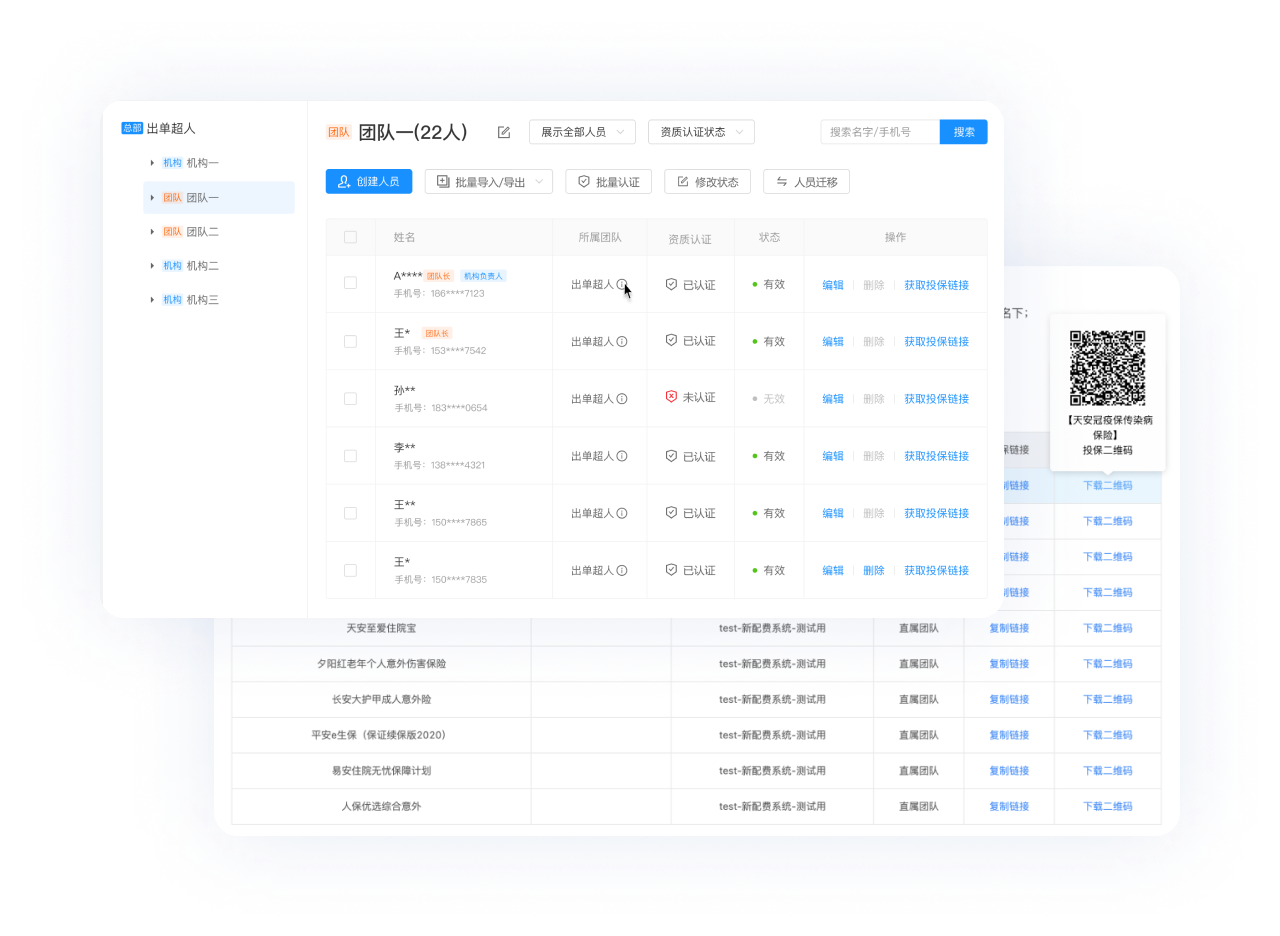 总部 出单超人
机构 机构一
团队 团队一
团队 团队二
机构 机构二
机构 机构三
团队 团队一(22人) 展示全部人员 资质认证状态 搜索名字/手机号 搜索
创建人员 批量导入/导出 批量认证 修改状态 人员迁移
姓名 所属团队 资质认证 状态 操作
A**** 团队长 机构负责人
手机号：186****7123
出单超人 已认证 有效 编辑 删除 获取投保链接
王* 团队长
手机号：153****7542
出单超人 已认证 有效 编辑 删除 获取投保链接
孙**
手机号：183****0654
出单超人 未认证 无效 编辑 删除 获取投保链接
李**
手机号：138****4321
出单超人 已认证 有效 编辑 删除 获取投保链接
王**
手机号：150****7865
出单超人 已认证 有效 编辑 删除 获取投保链接
王*
手机号：150****7835
出单超人 已认证 有效 编辑 删除 获取投保链接
名下；
【天安冠疫保传染病
保险】
投保二维码
链接
制链接 下载二维码
制链接 下载二维码
制链接 下载二维码
制链接 下载二维码
天安至爱住院宝 test-新配费系统-测试用 直属团队 复制链接 下载二维码
夕阳红老年个人意外伤害保险 test-新配费系统-测试用 直属团队 复制链接 下载二维码
长安大护甲成人意外险 test-新配费系统-测试用 直属团队 复制链接 下载二维码
平安e生保（保证续保版2020） test-新配费系统-测试用 直属团队 复制链接 下载二维码
易安住院无忧保障计划 test-新配费系统-测试用 直属团队 复制链接 下载二维码
人保优选综合意外 test-新配费系统-测试用 直属团队 复制链接 下载二维码